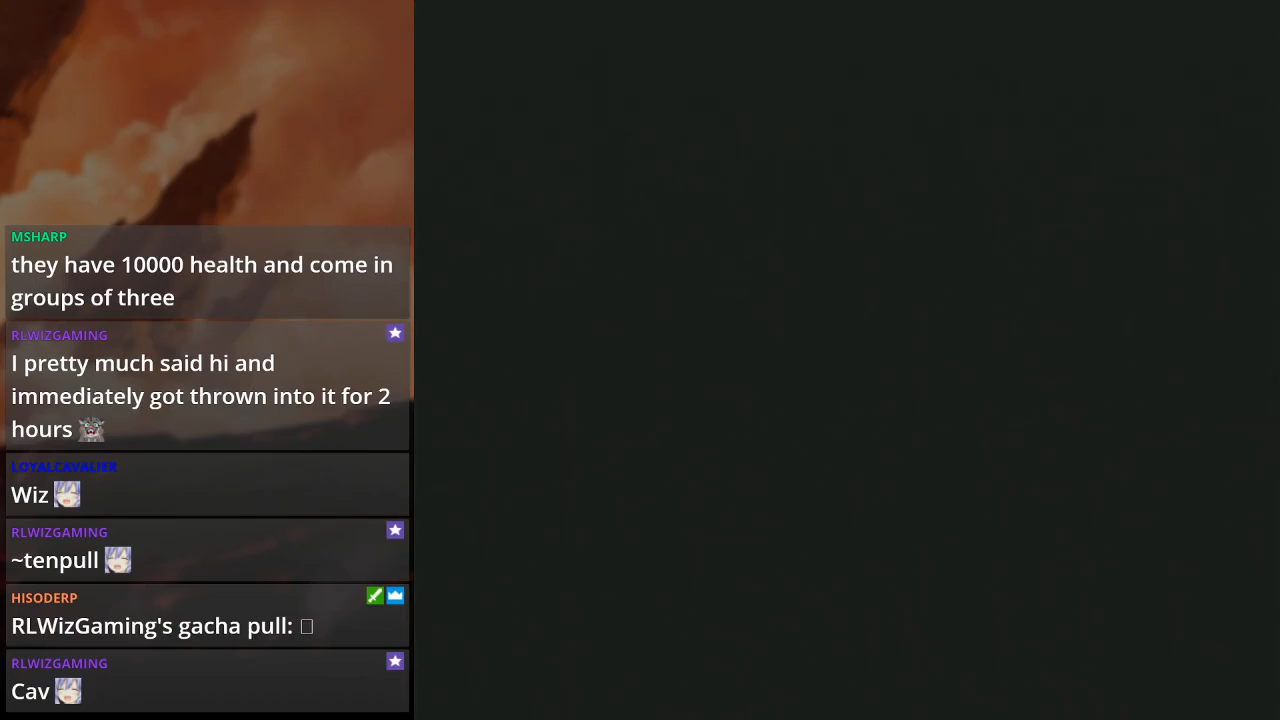 MSHARP
they have 10000 health and come in
groups of three
RLWIZGAMING
I pretty much said hi and
immediately got thrown into it for 2
hours
LOYALCAVALIER
Wiz
RLWIZGAMING
~tenpull
HISODERP
RLWizGaming's gacha pull: □
RLWIZGAMING
Cav